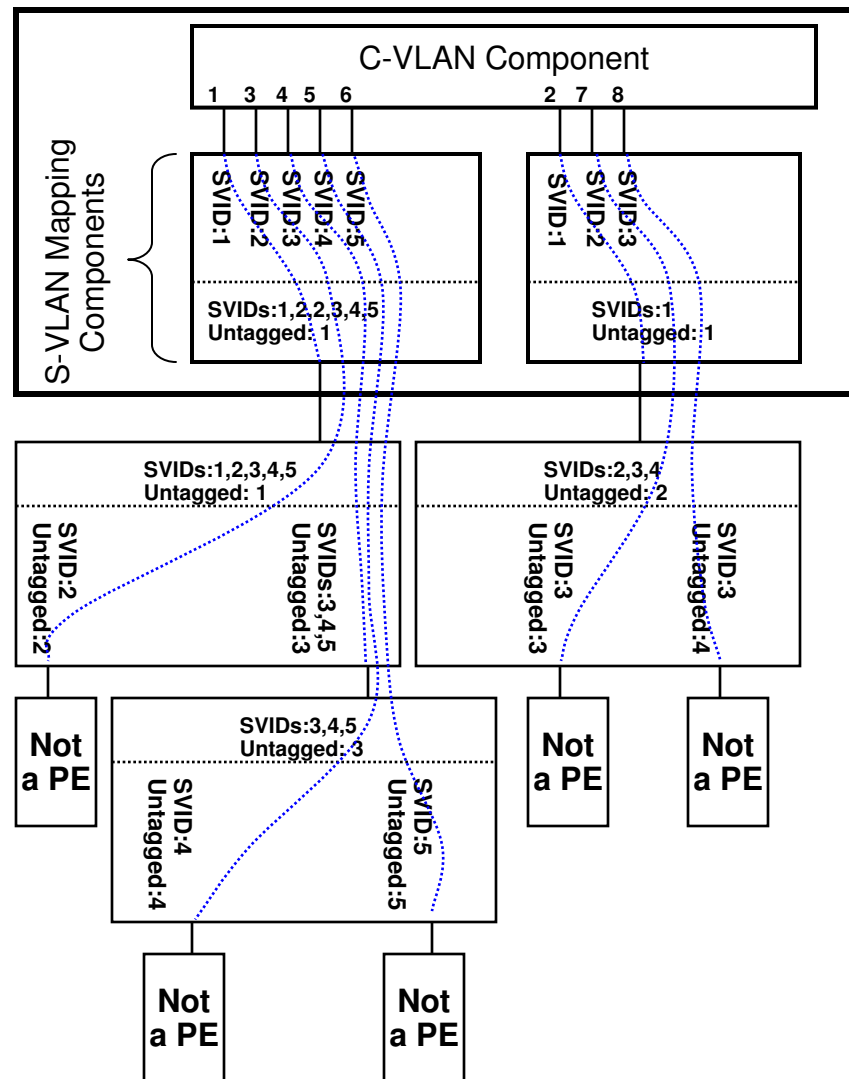 C-VLAN Component
1 3 4 5 6 2 7 8
S-VLAN Mapping
Components
SVID:1
SVID:2
SVID:3
SVID:4
SVID:5
SVID:1
SVID:2
SVID:3
SVIDs:1,2,2,3,4,5
Untagged: 1
SVIDs:1
Untagged: 1
SVIDs:1,2,3,4,5
Untagged: 1
SVIDs:2,3,4
Untagged: 2
SVID:2
Untagged:2
SVIDs:3,4,5
Untagged:3
SVID:3
Untagged:3
SVID:3
Untagged:4
Not
a PE
SVIDs:3,4,5
Untagged: 3
Not
a PE
Not
a PE
SVID:4
Untagged:4
SVID:5
Untagged:5
Not
a PE
Not
a PE